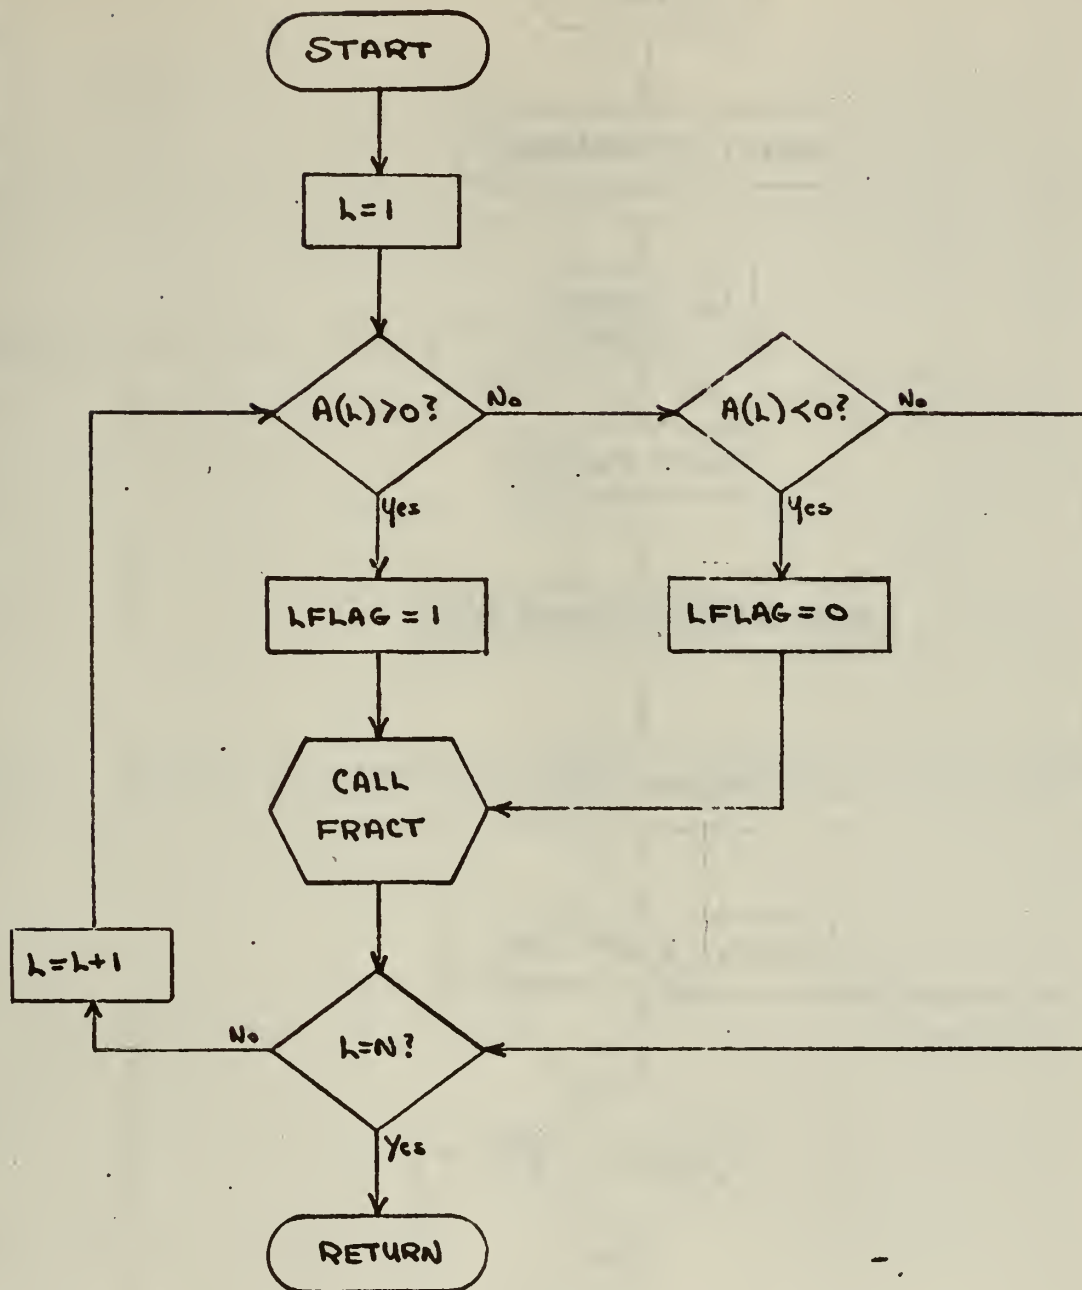 START
L=1
A(L)>0?
No
A(L)<0?
No
Yes
Yes
LFLAG = 1
LFLAG = 0
CALL
FRACT
L=L+1
No
L=N?
Yes
RETURN